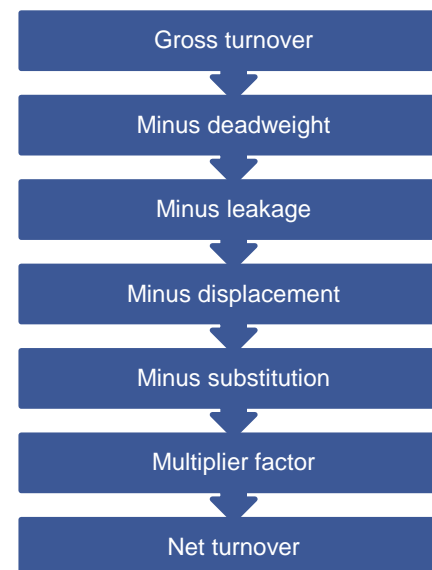 Gross turnover
Minus deadweight
Minus leakage
Minus displacement
Minus substitution
Multiplier factor
Net turnover